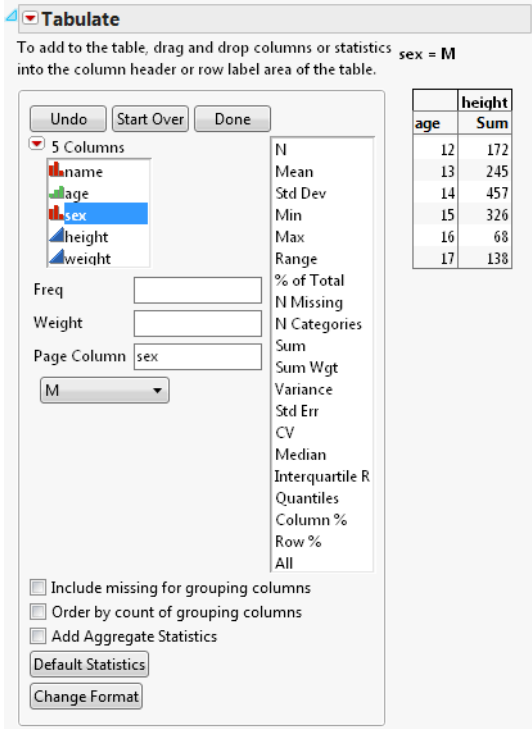 Tabulate
To add to the table, drag and drop columns or statistics
into the column header or row label area of the table.
Undo Start Over Done
5 Columns
name
age
sex
height
weight
Freq
Weight
Page Column sex
M
N
Mean
Std Dev
Min
Max
Range
% of Total
N Missing
N Categories
Sum
Sum Wgt
Variance
Std Err
CV
Median
Interquartile R
Quantiles
Column %
Row %
All
Include missing for grouping columns
Order by count of grouping columns
Add Aggregate Statistics
Default Statistics
Change Format
sex = M
height
age Sum
12 172
13 245
14 457
15 326
16 68
17 138